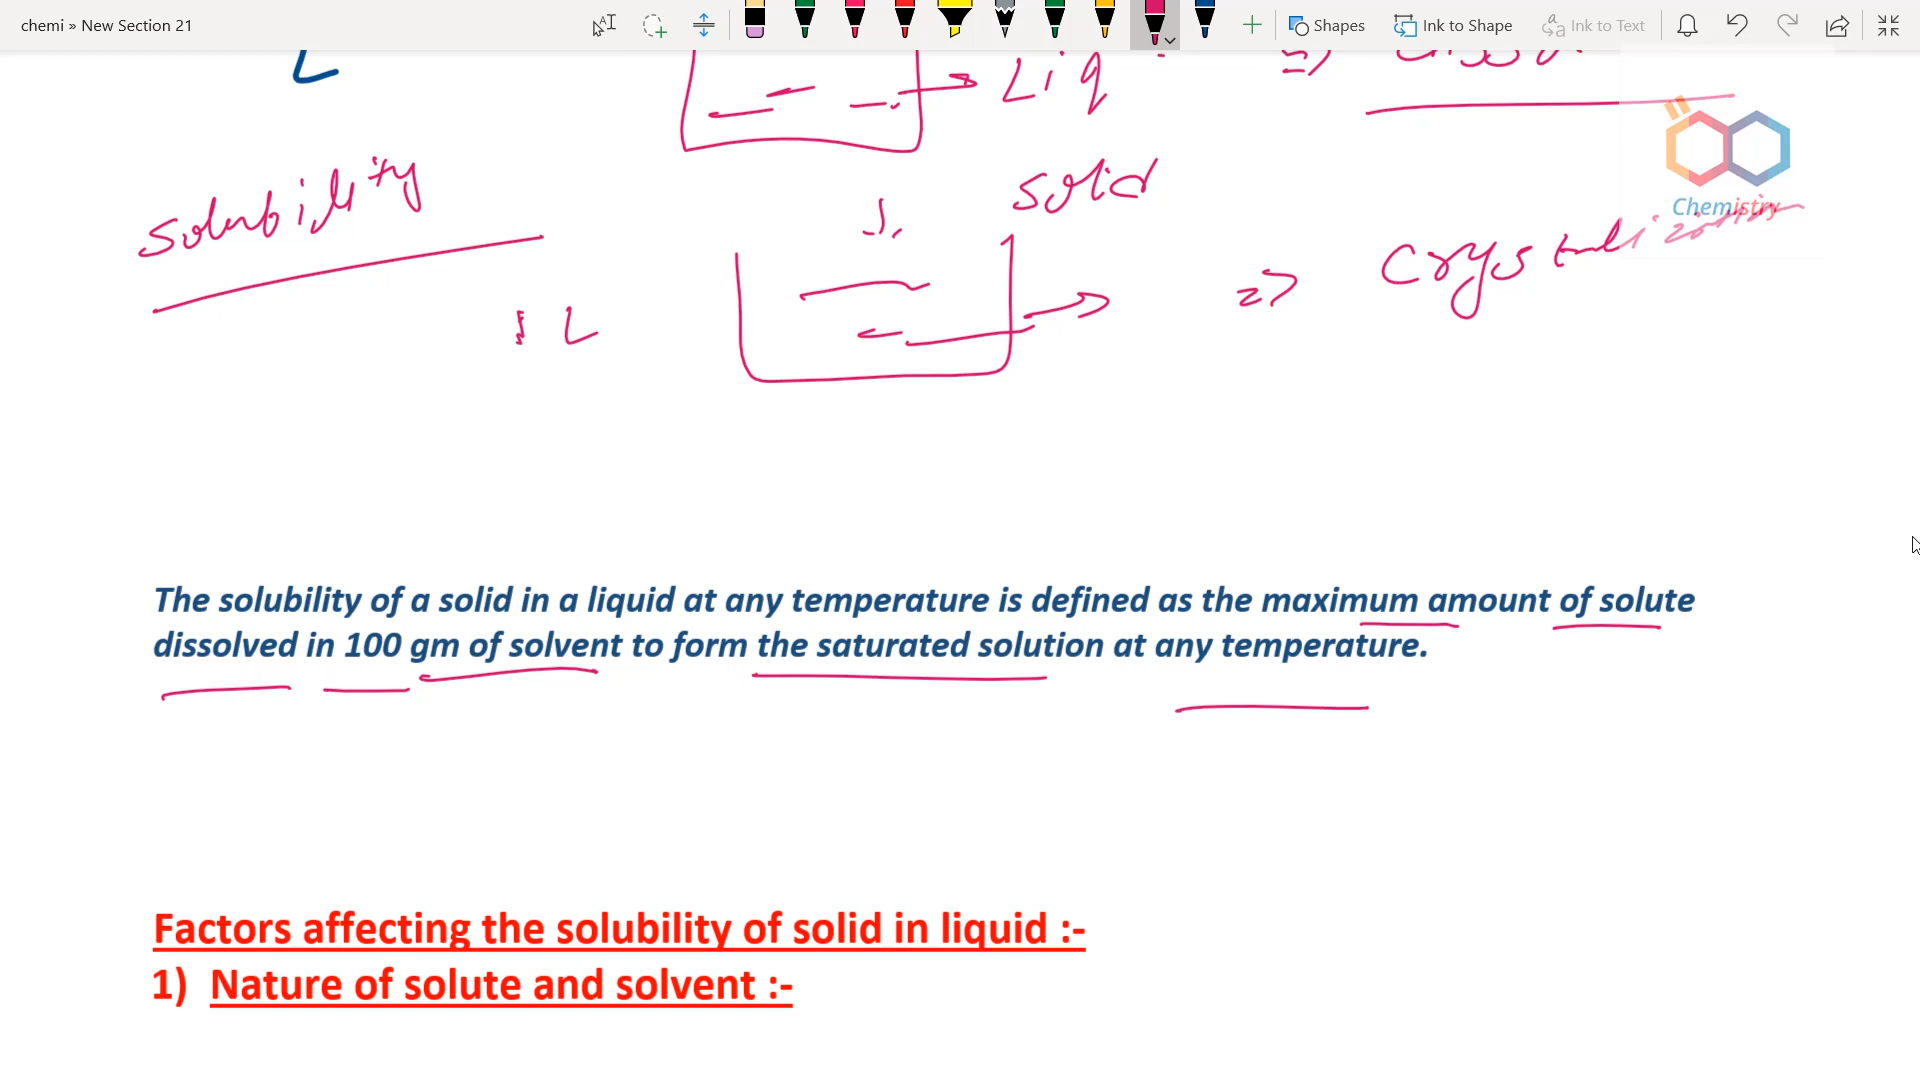 chemi » New Section 21
Shapes
Ink to Shape
Ink to Text
L
Liq
Chemistry
solubility
solid
L
=> Crystallization
The solubility of a solid in a liquid at any temperature is defined as the maximum amount of solute
dissolved in 100 gm of solvent to form the saturated solution at any temperature.
Factors affecting the solubility of solid in liquid :-
1) Nature of solute and solvent :-